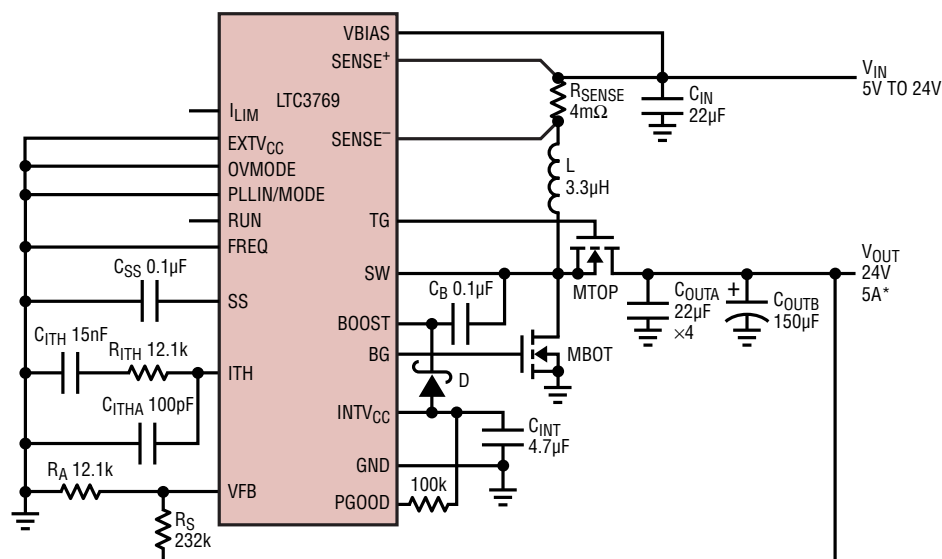 VBIAS
SENSE+
LTC3769
ILIM
EXTVCC
SENSE–
OVMODE
PLLIN/MODE
RUN
TG
FREQ
SW
SS
BOOST
BG
ITH
INTVCC
GND
VFB
PGOOD
RSENSE
4mΩ
CIN
22µF
VIN
5V TO 24V
L
3.3µH
MTOP
VOUT
24V
5A*
COUTA
22µF
×4
+
COUTB
150µF
CB 0.1µF
MBOT
D
CINT
4.7µF
100k
CSS 0.1µF
CITH 15nF
RITH 12.1k
CITHA 100pF
RA 12.1k
RS
232k